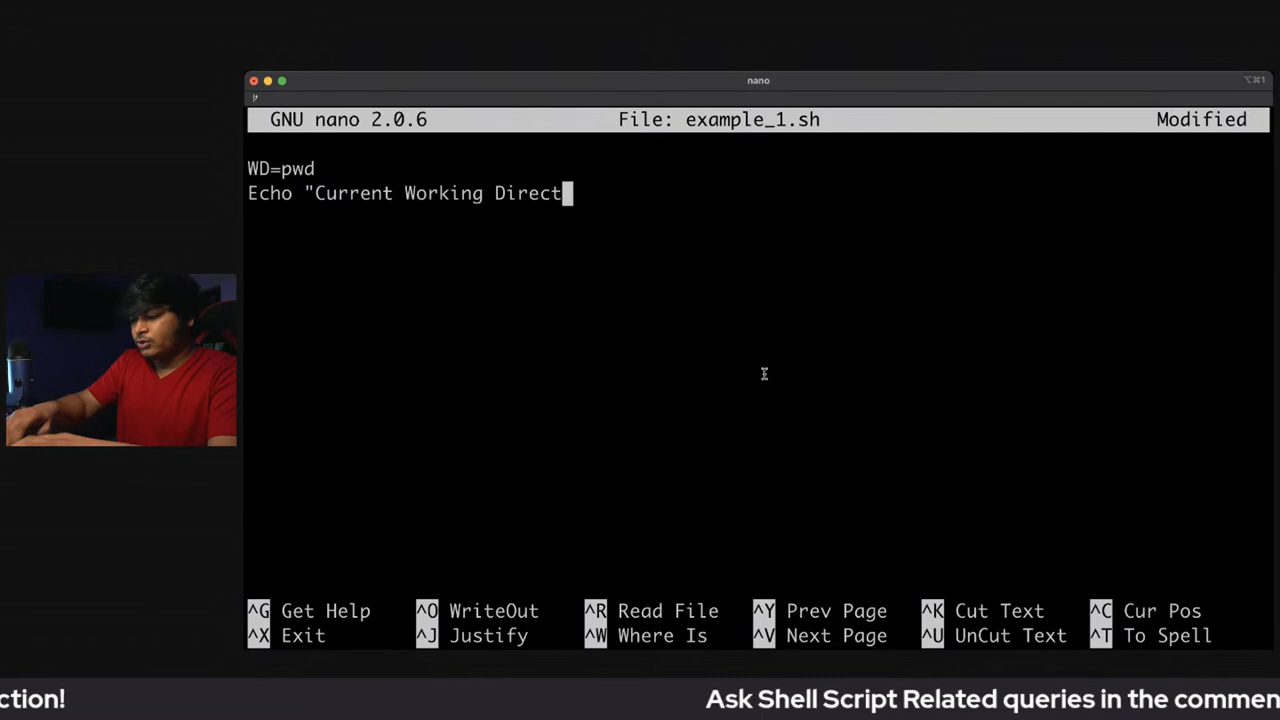 nano
⌥⌘1
GNU nano 2.0.6 File: example_1.sh Modified
WD=pwd
Echo "Current Working Direct
^G Get Help ^O WriteOut ^R Read File ^Y Prev Page ^K Cut Text ^C Cur Pos
^X Exit ^J Justify ^W Where Is ^V Next Page ^U UnCut Text ^T To Spell
ction! Ask Shell Script Related queries in the commen